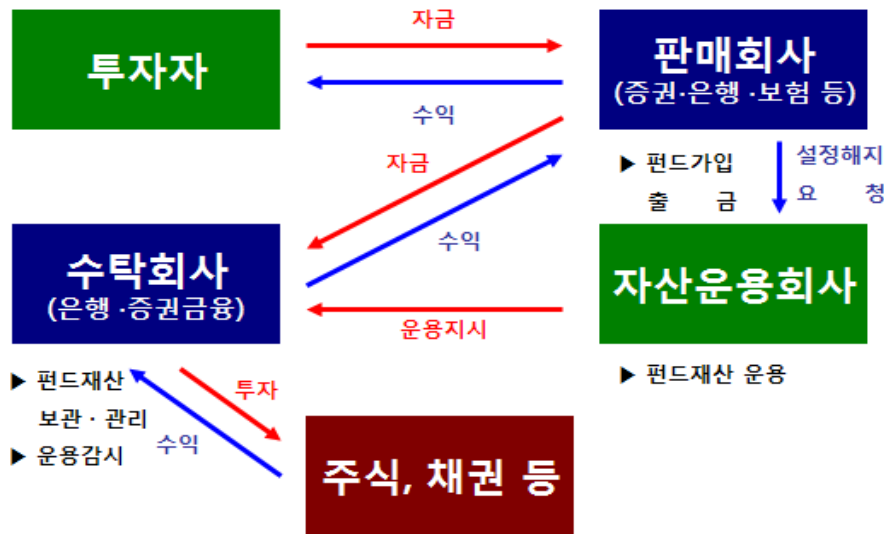 투자자
자금
수익
판매회사
(증권·은행·보험 등)
자금
수익
▶ 펀드가입
출 금
설정해지
요 청
수탁회사
(은행·증권금융)
운용지시
자산운용회사
▶ 펀드재산
보관·관리
▶ 운용감시
투자
수익
▶ 펀드재산 운용
주식, 채권 등